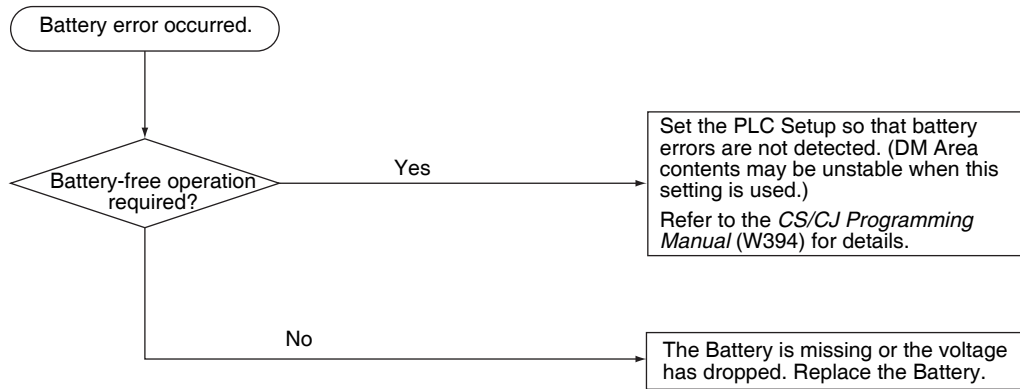 Battery error occurred.
Battery-free operation
required?
Yes
Set the PLC Setup so that battery
errors are not detected. (DM Area
contents may be unstable when this
setting is used.)
Refer to the CS/CJ Programming
Manual (W394) for details.
No
The Battery is missing or the voltage
has dropped. Replace the Battery.